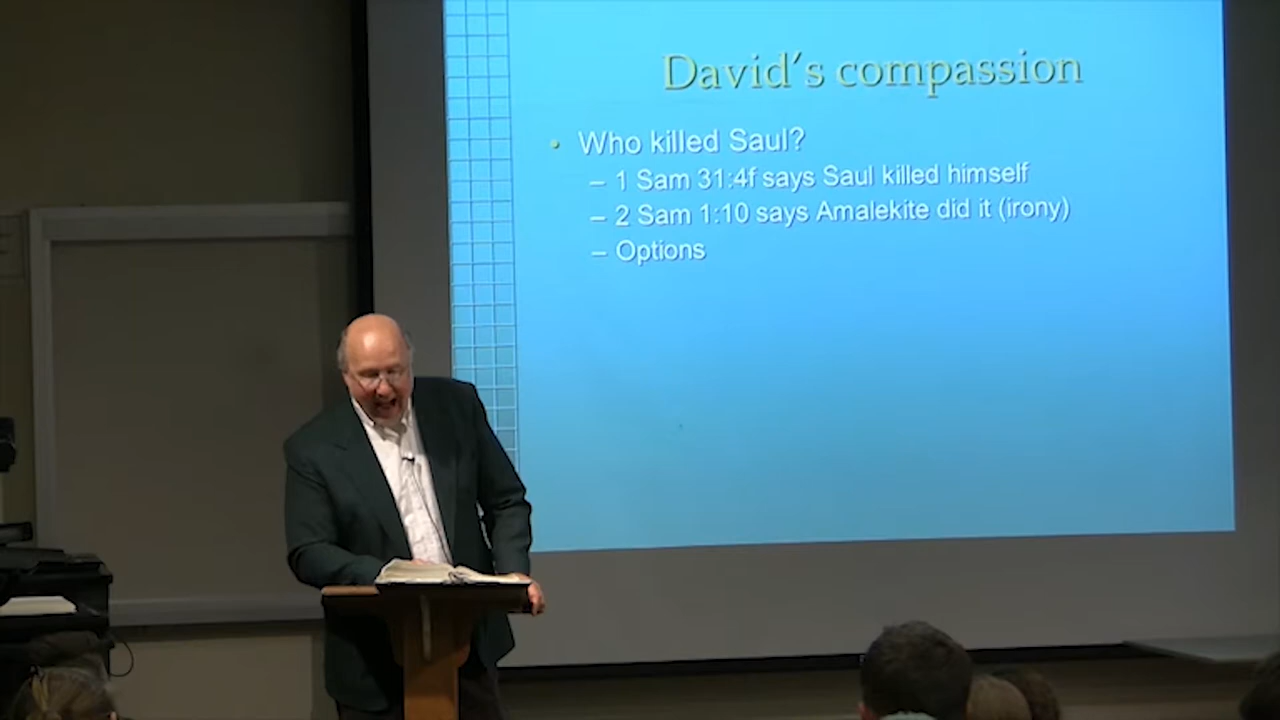 David's compassion
• Who killed Saul?
– 1 Sam 31:4f says Saul killed himself
– 2 Sam 1:10 says Amalekite did it (irony)
– Options